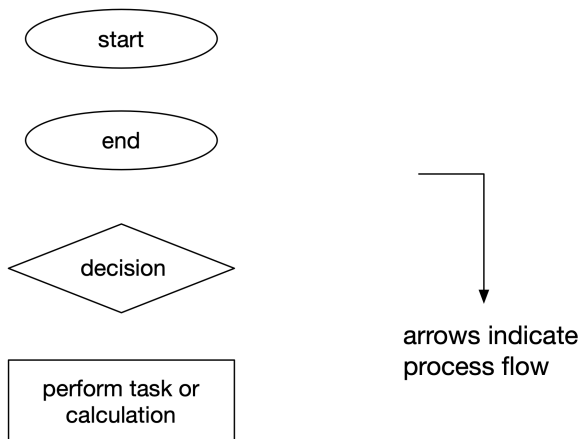 start
end
decision
arrows indicate
process flow
perform task or
calculation